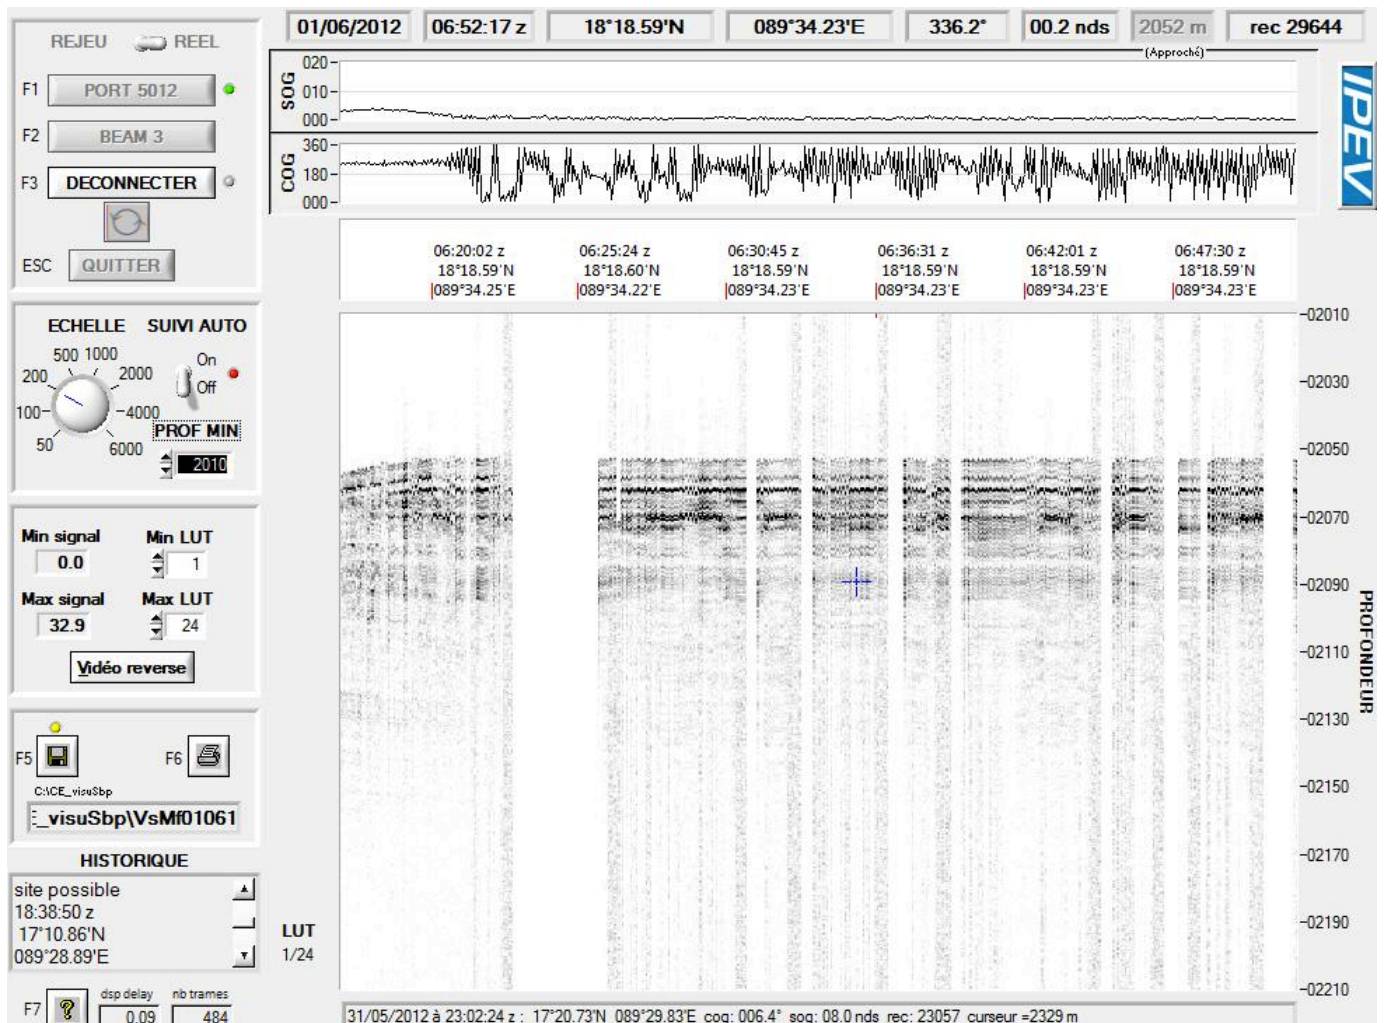 01/06/2012 06:52:17 z 18°18.59'N 089°34.23'E 336.2° 00.2 nds 2052 m rec 29644
(Approché)
REJEU REEL
F1 PORT 5012
F2 BEAM 3
F3 DECONNECTER
ESC QUITTER
IPEV
SOG
020
010
000
COG
360
180
000
06:20:02 z 06:25:24 z 06:30:45 z 06:36:31 z 06:42:01 z 06:47:30 z
18°18.59'N 18°18.60'N 18°18.59'N 18°18.59'N 18°18.59'N 18°18.59'N
089°34.25'E 089°34.22'E 089°34.23'E 089°34.23'E 089°34.23'E 089°34.23'E
ECHELLE SUIVI AUTO
500 1000
200 2000
100 4000
50 6000
On
Off
PROF MIN
2010
Min signal Min LUT
0.0 1
Max signal Max LUT
32.9 24
Vidéo reverse
F5 F6
C:\CE_visuSbp
_visuSbp\VsMf01061
HISTORIQUE
site possible
18:38:50 z
17°10.86'N
089°28.89'E
LUT
1/24
F7
dsp delay nb trames
0.09 484
-02010
-02030
-02050
-02070
-02090
-02110
-02130
-02150
-02170
-02190
-02210
PROFONDEUR
31/05/2012 à 23:02:24 z : 17°20.73'N 089°29.83'E cog: 006.4° sog: 08.0 nds rec: 23057 curseur =2329 m